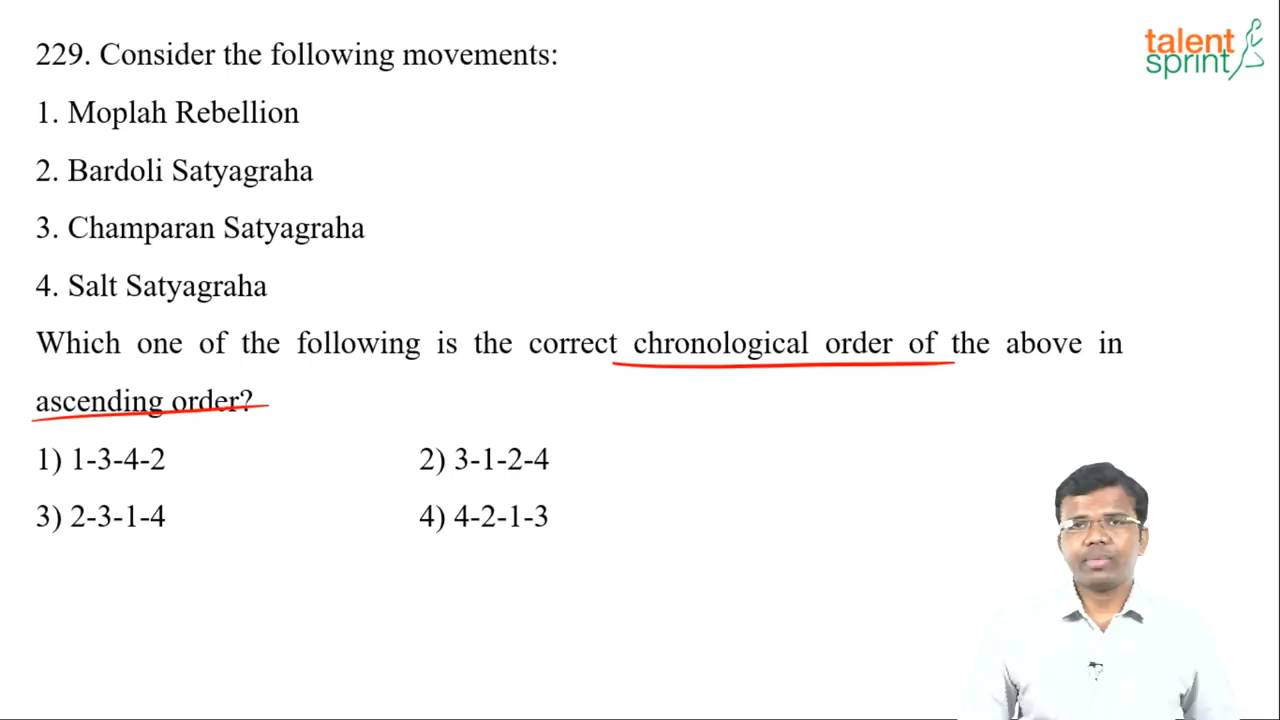 talent
sprint
229. Consider the following movements:
1. Moplah Rebellion
2. Bardoli Satyagraha
3. Champaran Satyagraha
4. Salt Satyagraha
Which one of the following is the correct chronological order of the above in
ascending order?
1) 1-3-4-2 2) 3-1-2-4
3) 2-3-1-4 4) 4-2-1-3